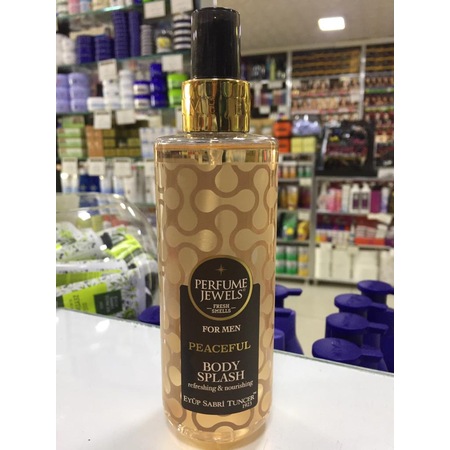 PERFUME
JEWELS
FRESH
SMELLS
FOR MEN
PEACEFUL
BODY
SPLASH
refreshing & nourishing
EYÜP SABRİ TUNCER
1923